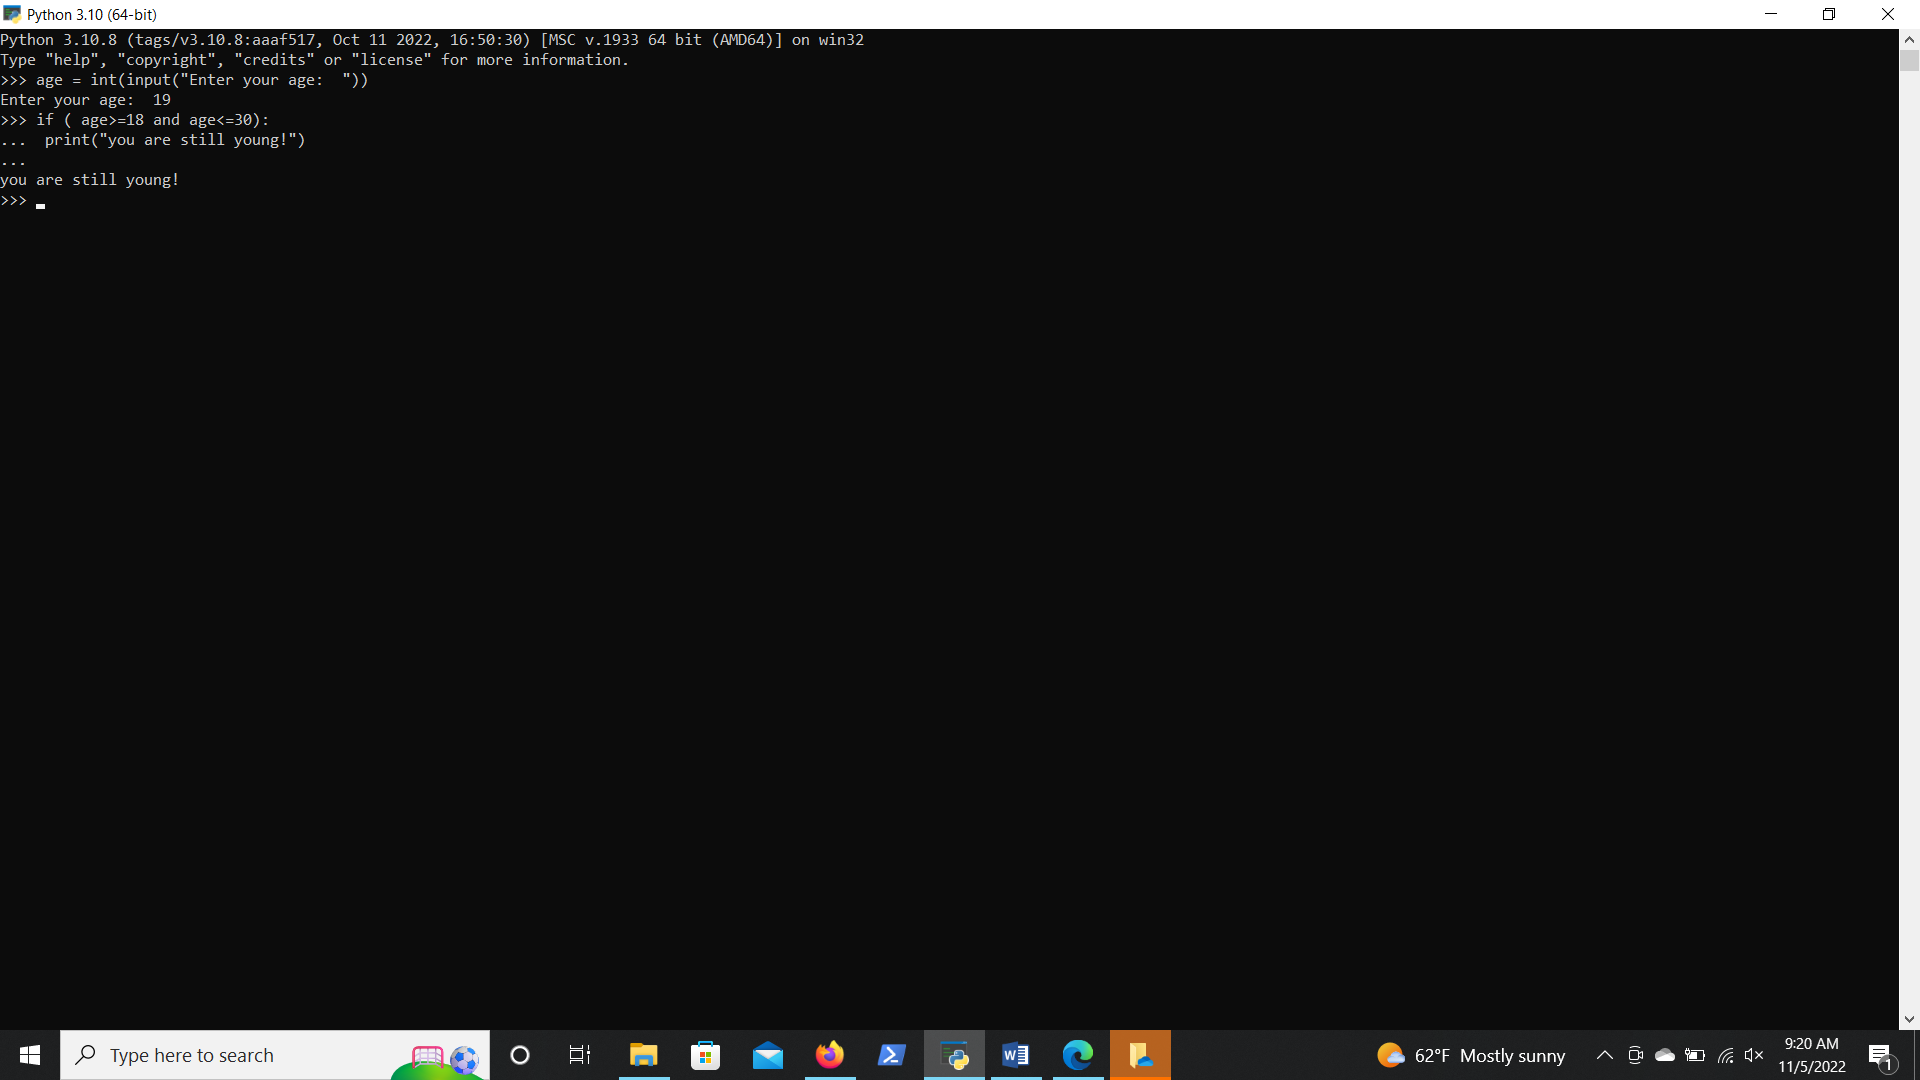 Python 3.10 (64-bit)
Python 3.10.8 (tags/v3.10.8:aaaf517, Oct 11 2022, 16:50:30) [MSC v.1933 64 bit (AMD64)] on win32
Type "help", "copyright", "credits" or "license" for more information.
>>> age = int(input("Enter your age:  "))
Enter your age:  19
>>> if ( age>=18 and age<=30):
...  print("you are still young!")
...
you are still young!
>>>
Type here to search
62°F  Mostly sunny
9:20 AM
11/5/2022
1